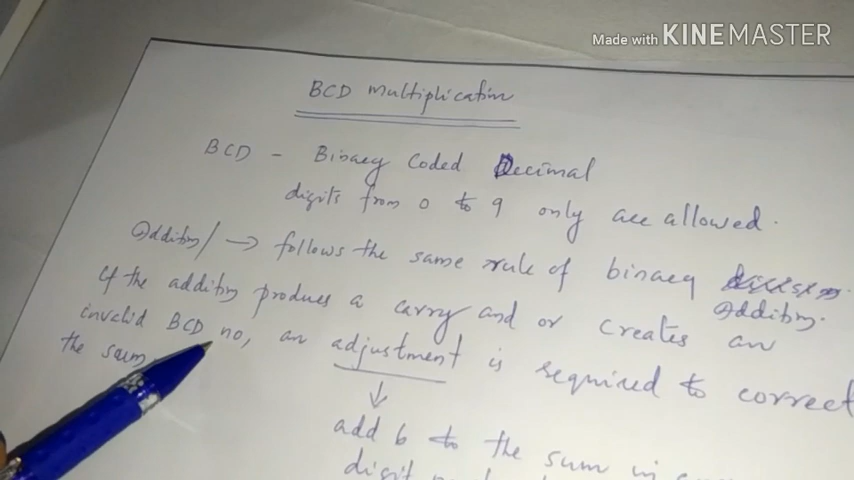 Made with KINEMASTER
BCD Multiplication
BCD - Binary Coded Decimal
digits from 0 to 9 only are allowed.
Addition/ → follows the same rule of binary
Addition.
If the addition produces a carry and or creates an
invalid BCD no, an adjustment is required to correct
the sum
↓
add 6 to the sum in
digit